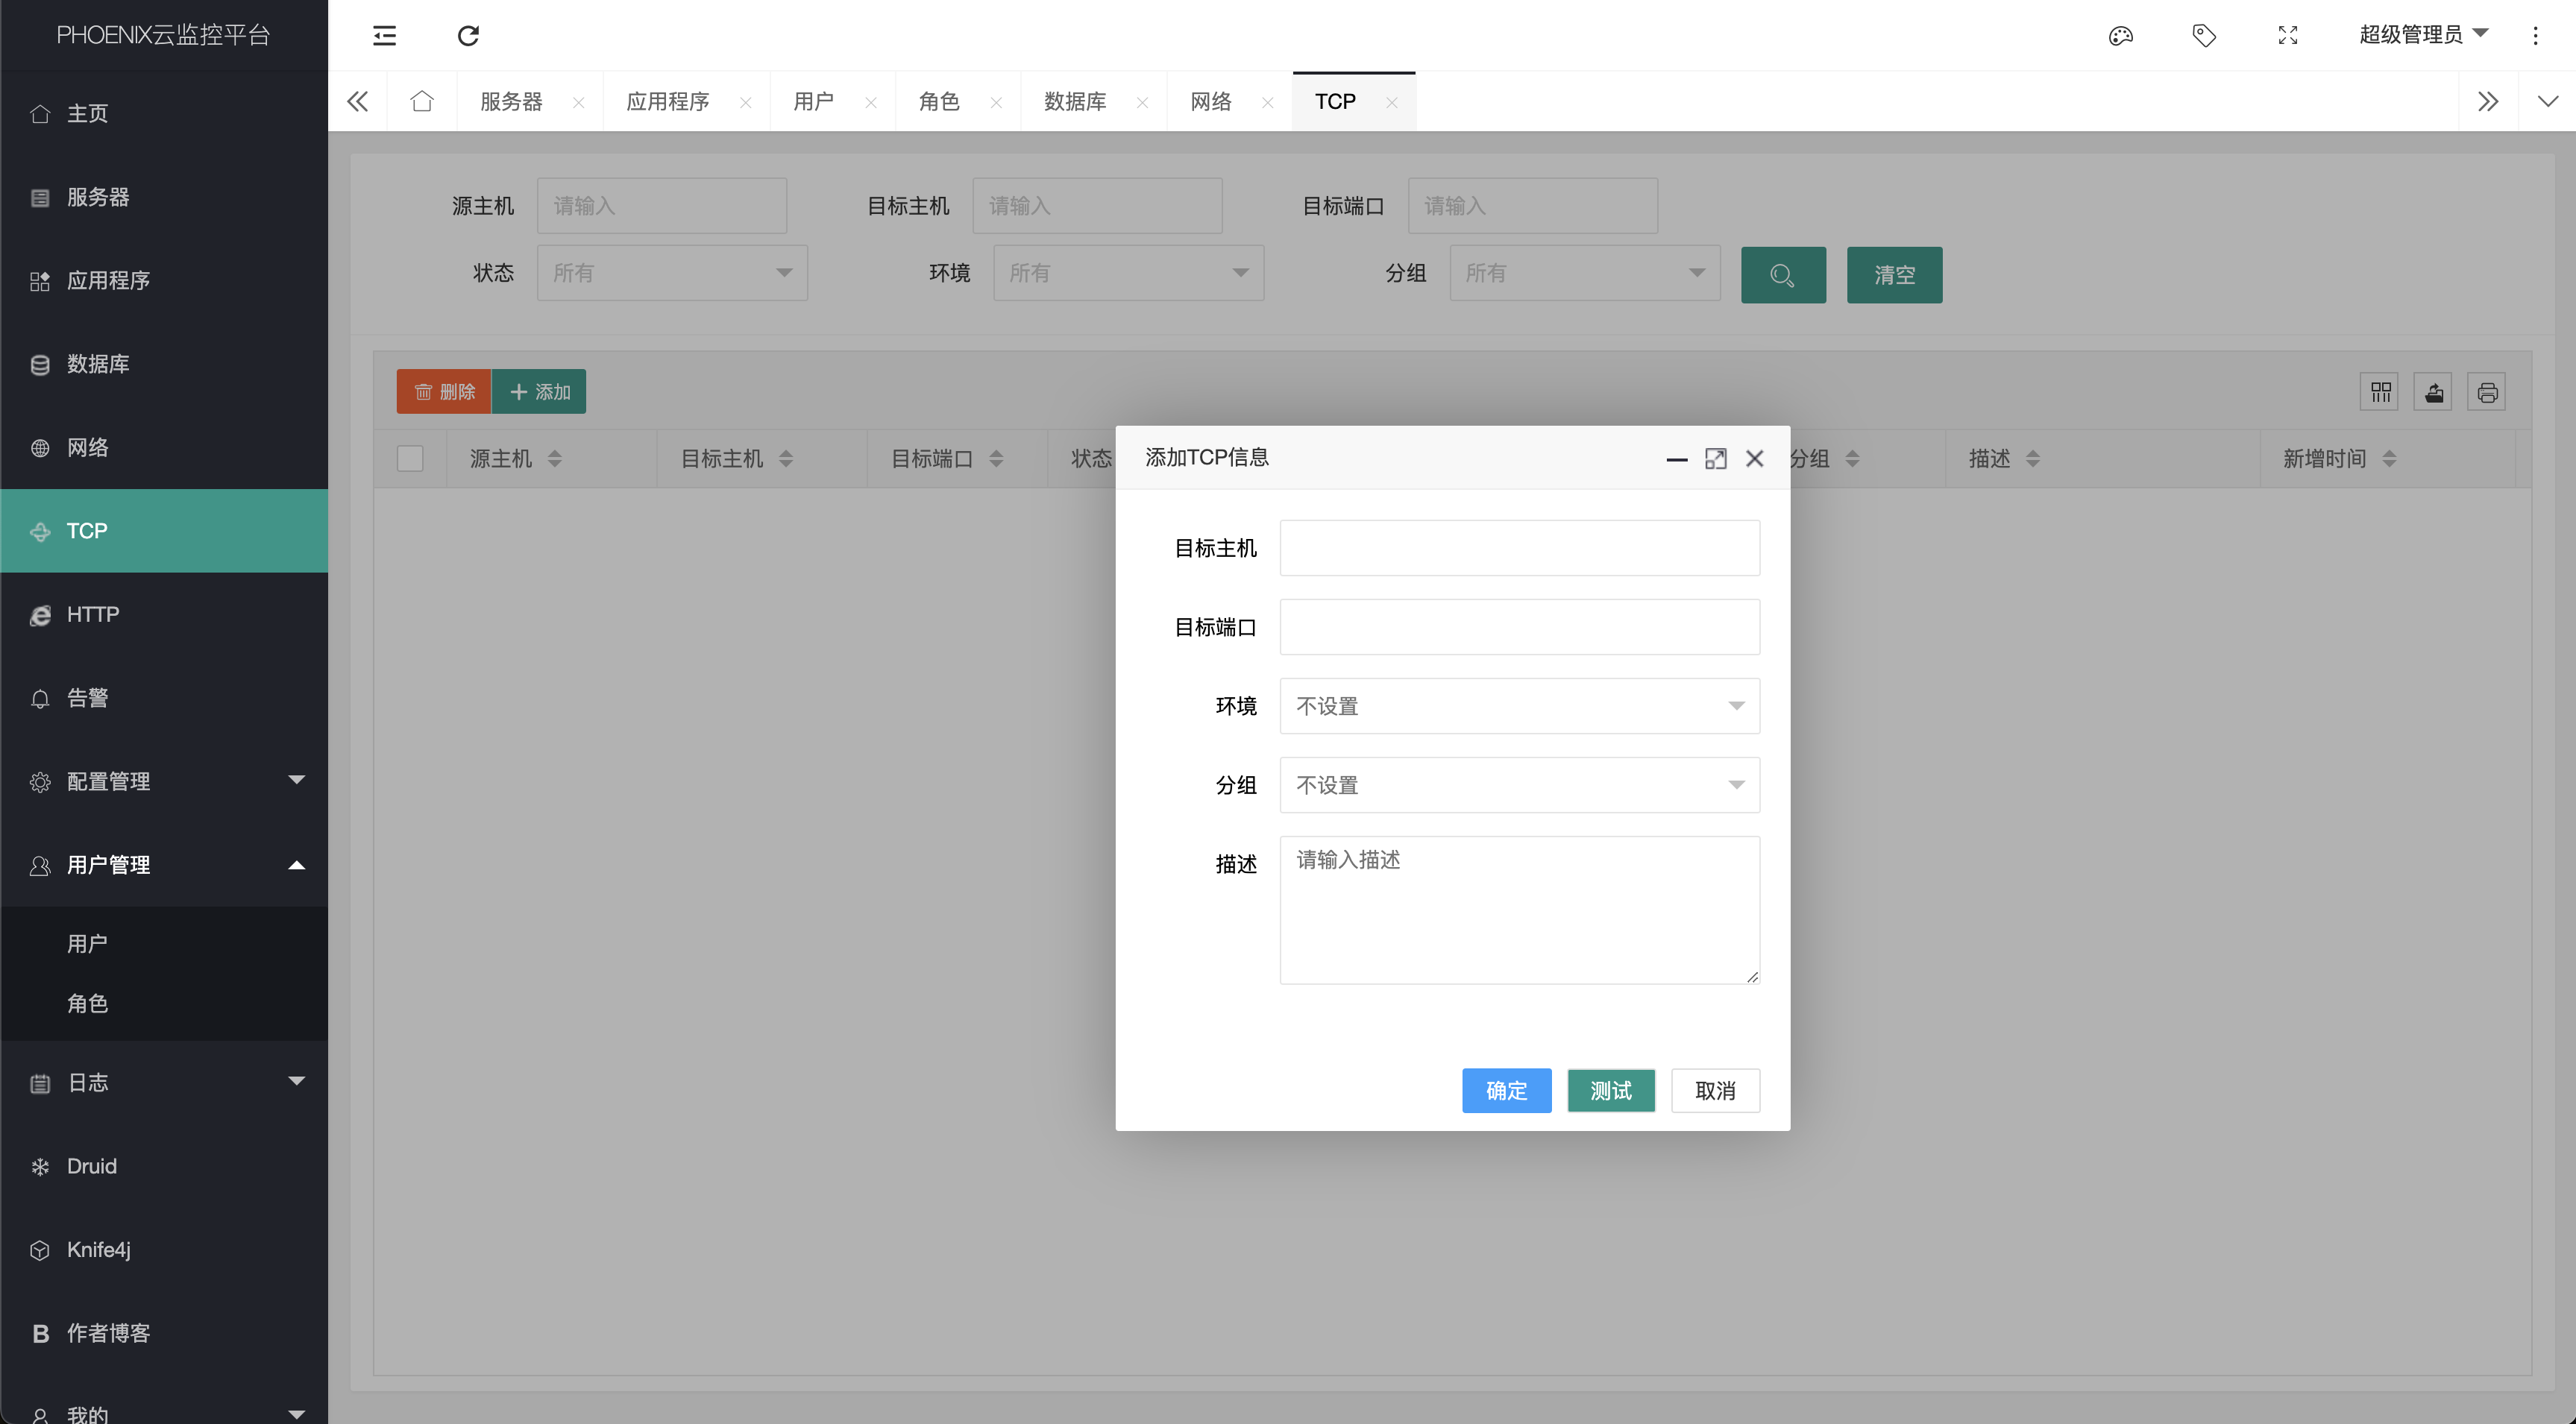 PHOENIX云监控平台
超级管理员
服务器
应用程序
用户
角色
数据库
网络
TCP
主页
服务器
应用程序
数据库
网络
TCP
HTTP
告警
配置管理
用户管理
用户
角色
日志
Druid
Knife4j
B 作者博客
我的
源主机 请输入 目标主机 请输入 目标端口 请输入
状态 所有 环境 所有 分组 所有 清空
删除 添加
源主机 目标主机 目标端口 状态 分组 描述 新增时间
添加TCP信息
目标主机
目标端口
环境 不设置
分组 不设置
描述 请输入描述
确定 测试 取消